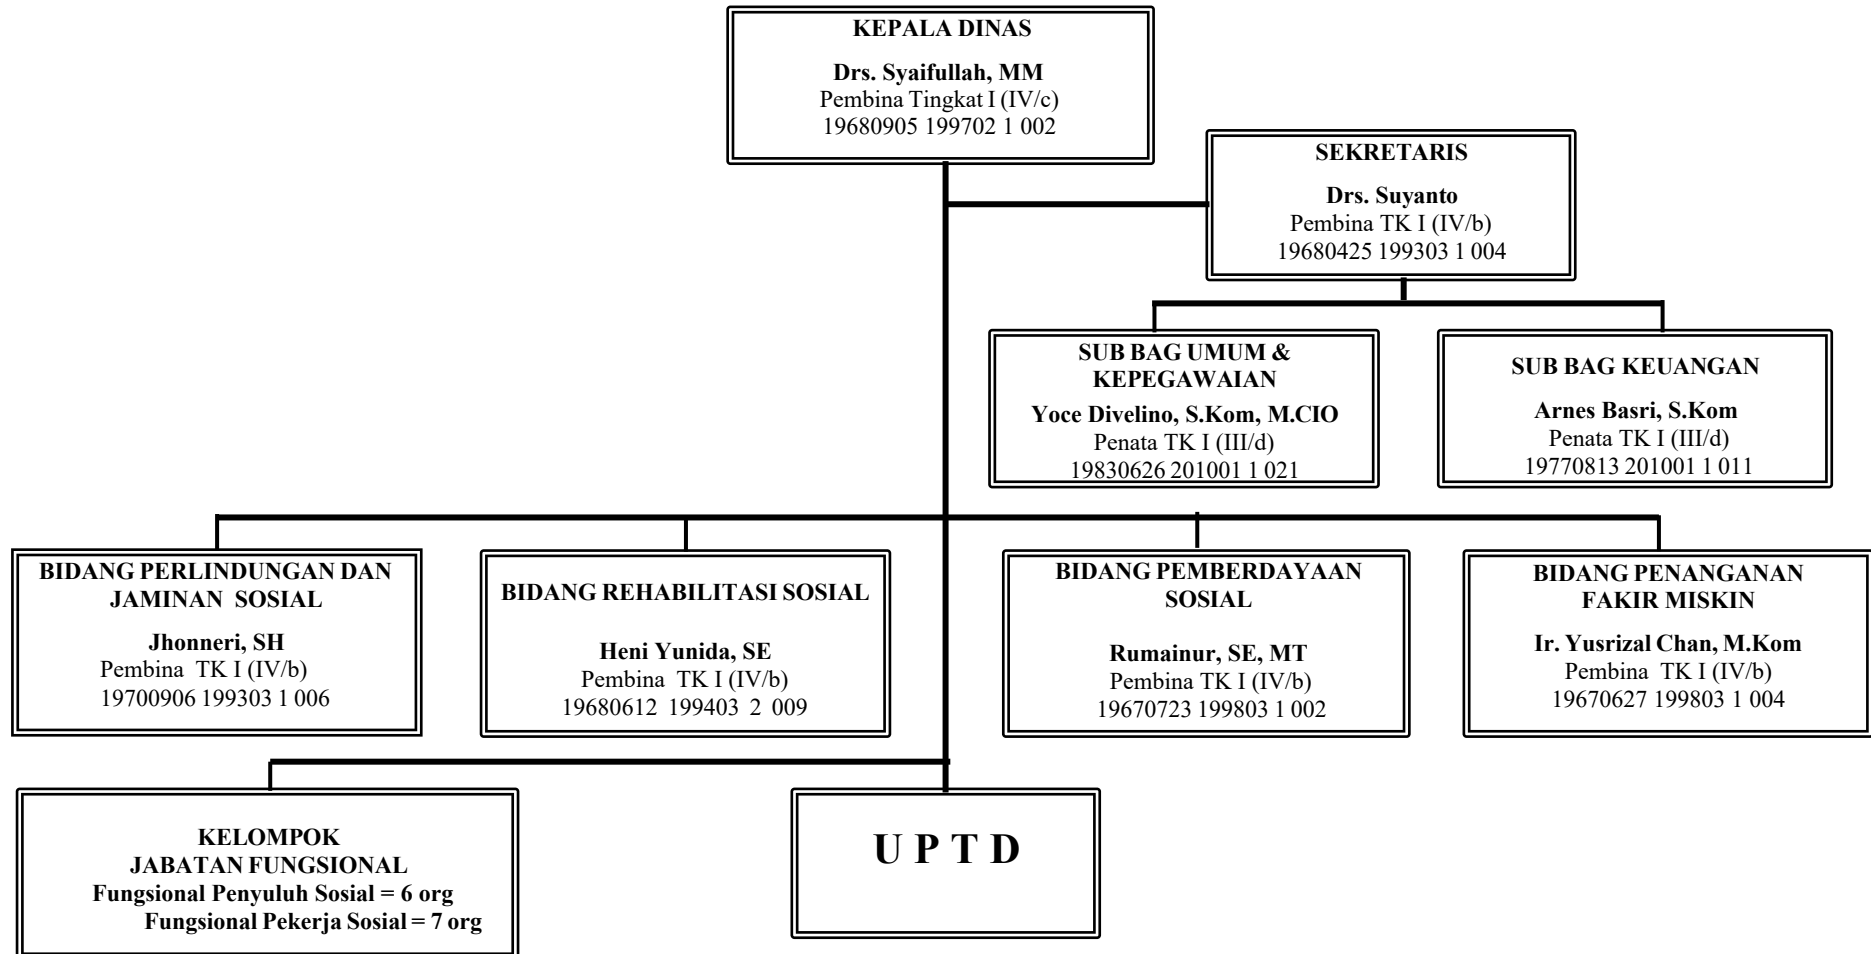 KEPALA DINAS
Drs. Syaifullah, MM
Pembina Tingkat I (IV/c)
19680905 199702 1 002
SEKRETARIS
Drs. Suyanto
Pembina TK I (IV/b)
19680425 199303 1 004
SUB BAG UMUM &
KEPEGAWAIAN
Yoce Divelino, S.Kom, M.CIO
Penata TK I (III/d)
19830626 201001 1 021
SUB BAG KEUANGAN
Arnes Basri, S.Kom
Penata TK I (III/d)
19770813 201001 1 011
BIDANG PERLINDUNGAN DAN
JAMINAN SOSIAL
Jhonneri, SH
Pembina TK I (IV/b)
19700906 199303 1 006
BIDANG REHABILITASI SOSIAL
Heni Yunida, SE
Pembina TK I (IV/b)
19680612 199403 2 009
BIDANG PEMBERDAYAAN
SOSIAL
Rumainur, SE, MT
Pembina TK I (IV/b)
19670723 199803 1 002
BIDANG PENANGANAN
FAKIR MISKIN
Ir. Yusrizal Chan, M.Kom
Pembina TK I (IV/b)
19670627 199803 1 004
KELOMPOK
JABATAN FUNGSIONAL
Fungsional Penyuluh Sosial = 6 org
Fungsional Pekerja Sosial = 7 org
U P T D